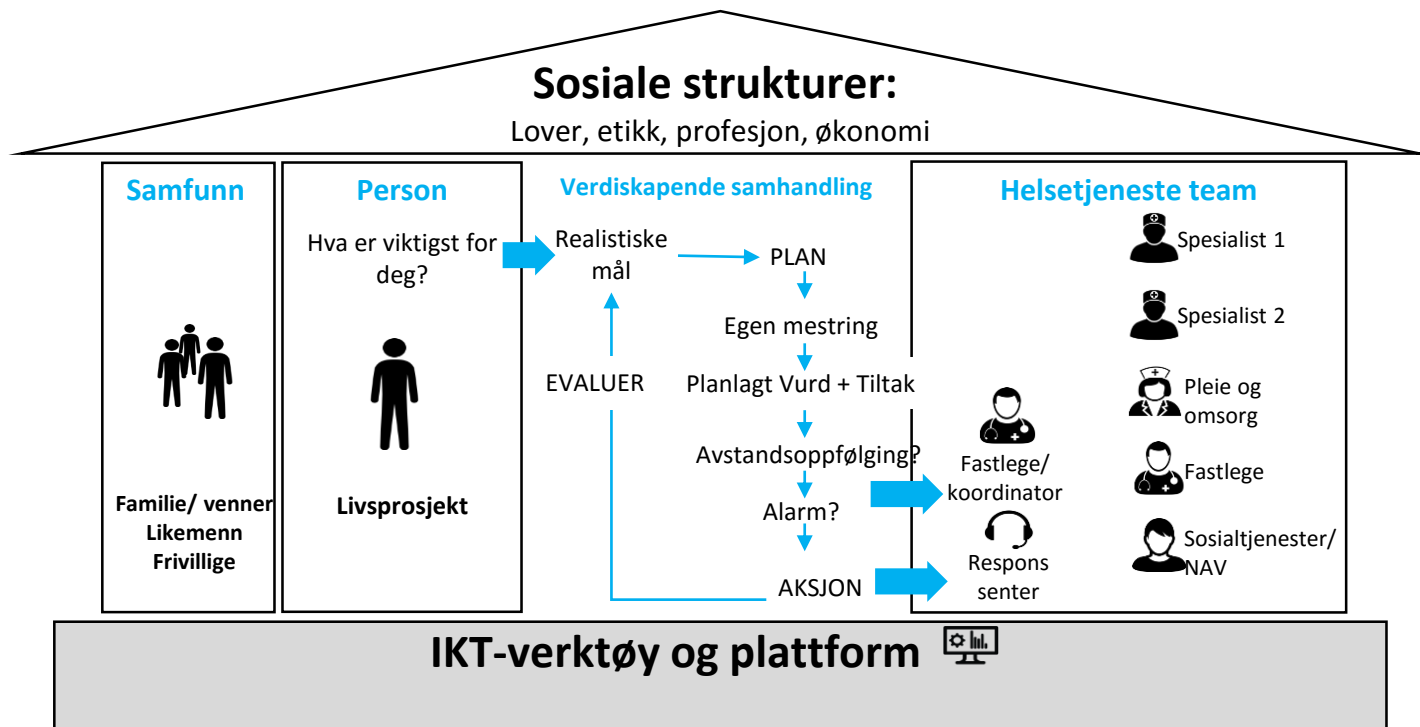 Sosiale strukturer:
Lover, etikk, profesjon, økonomi
Samfunn
Familie/ venner
Likemenn
Frivillige
Person
Hva er viktigst for
deg?
Livsprosjekt
Verdiskapende samhandling
Realistiske
mål
PLAN
Egen mestring
Planlagt Vurd + Tiltak
Avstandsoppfølging?
Alarm?
AKSJON
EVALUER
Helsetjeneste team
Fastlege/
koordinator
Respons
senter
Spesialist 1
Spesialist 2
Pleie og
omsorg
Fastlege
Sosialtjenester/
NAV
IKT-verktøy og plattform